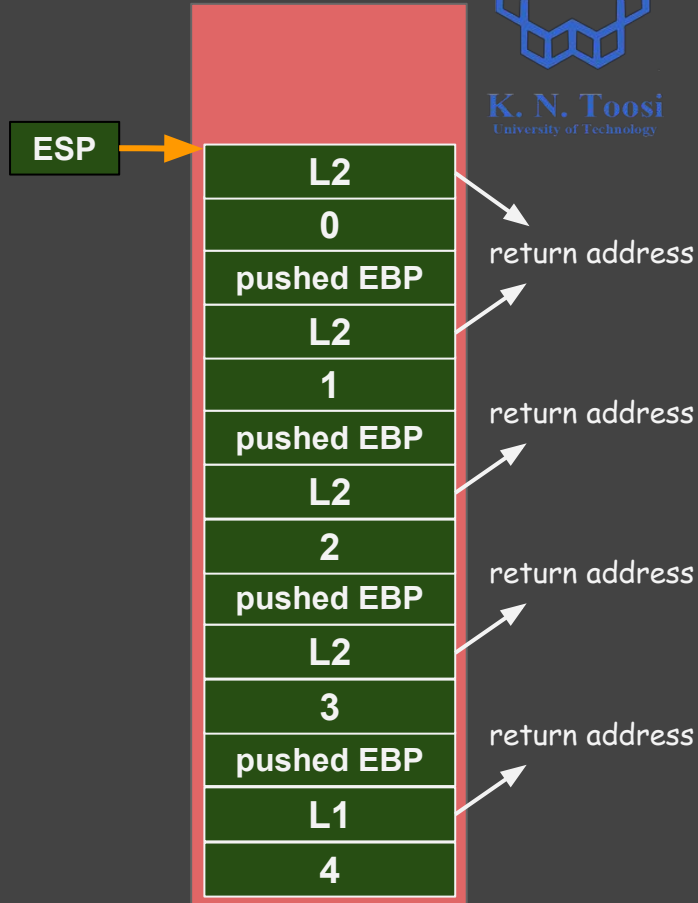 K. N. Toosi
University of Technology
ESP
L2
0
return address
pushed EBP
L2
1
return address
pushed EBP
L2
2
return address
pushed EBP
L2
3
return address
pushed EBP
L1
4